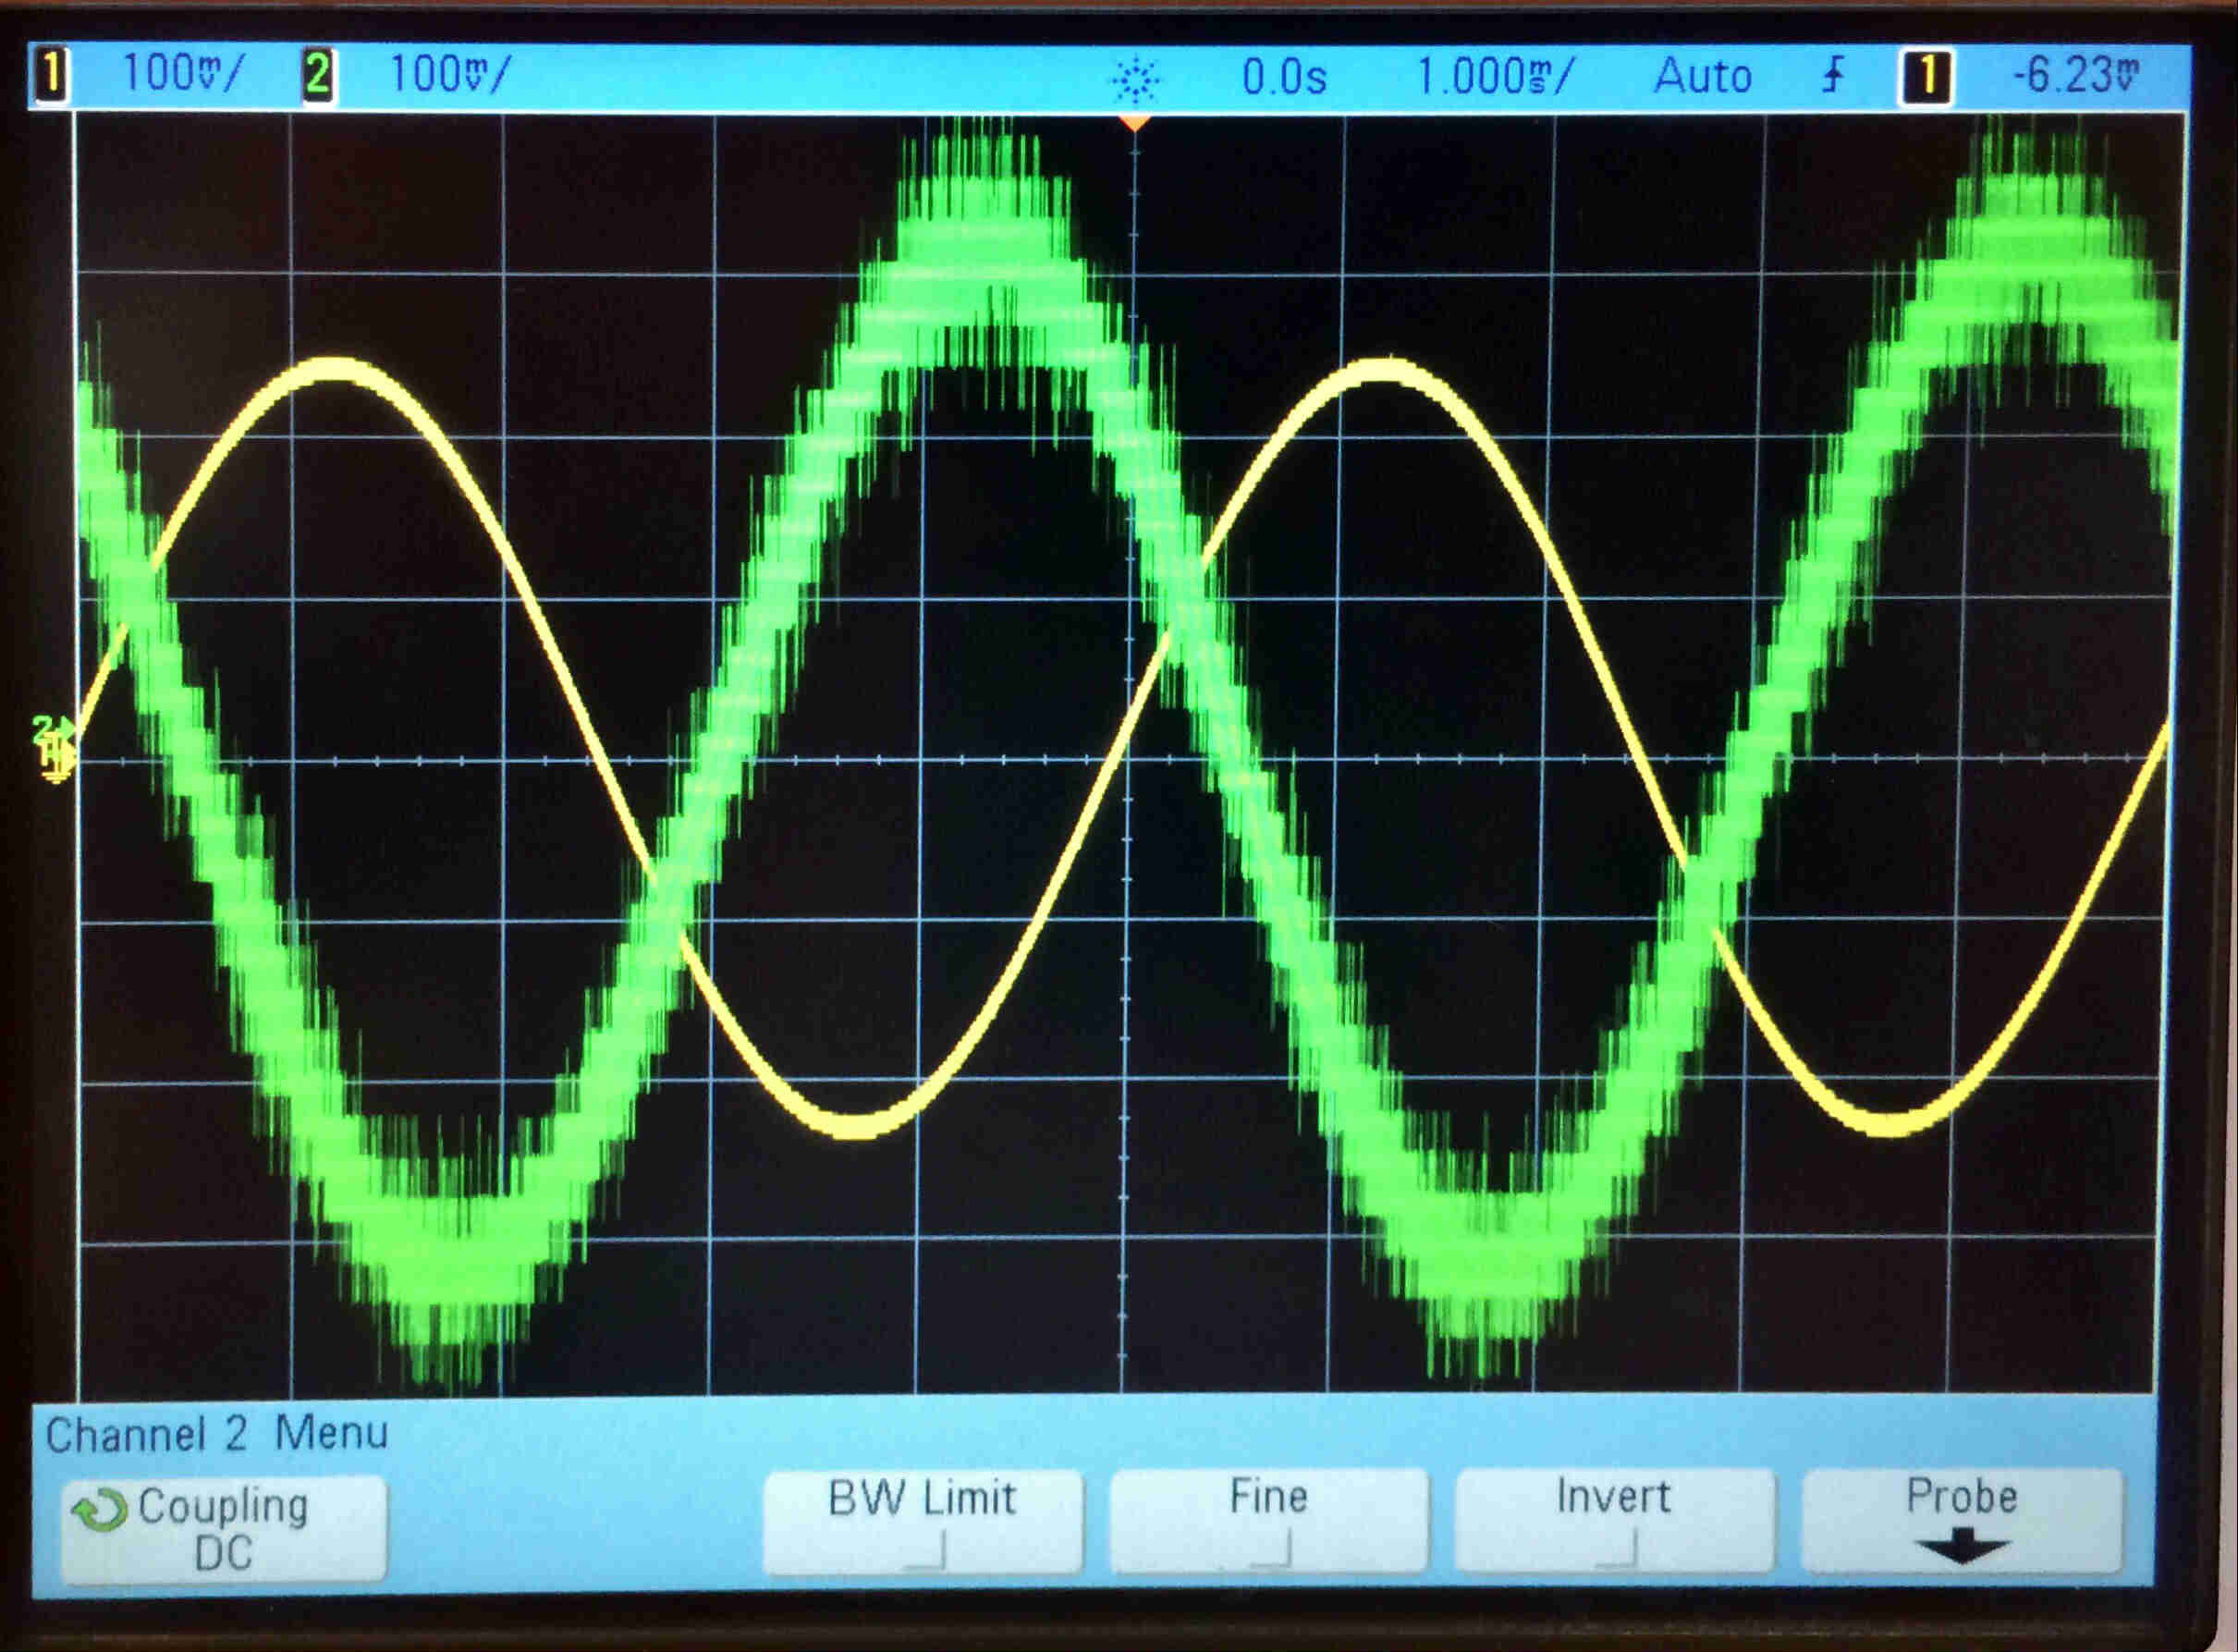 1 100mV/ 2 100mV/ 0.0s 1.000ms/ Auto 1 -6.23mV
2
Channel 2 Menu
Coupling
DC
BW Limit
Fine
Invert
Probe